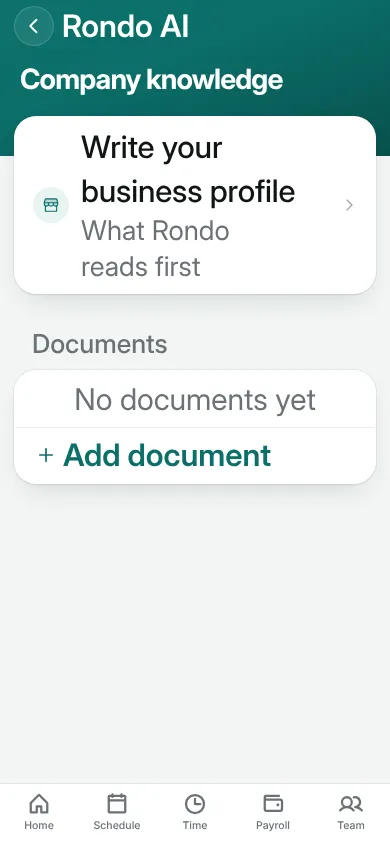 Rondo AI
Company knowledge
Write your
business profile
What Rondo
reads first
Documents
No documents yet
+ Add document
Home
Schedule
Time
Payroll
Team